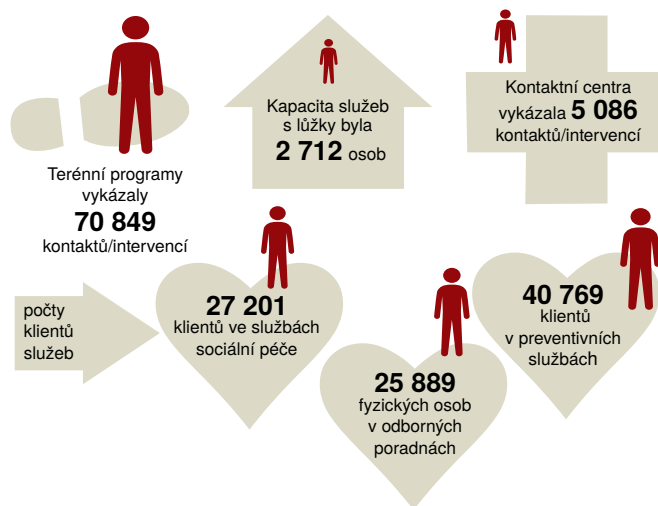 Terénní programy
vykázaly
70 849
kontaktů/intervencí
Kapacita služeb
s lůžky byla
2 712 osob
Kontaktní centra
vykázala 5 086
kontaktů/intervencí
počty
klientů
služeb
27 201
klientů ve službách
sociální péče
25 889
fyzických osob
v odborných
poradnách
40 769
klientů
v preventivních
službách